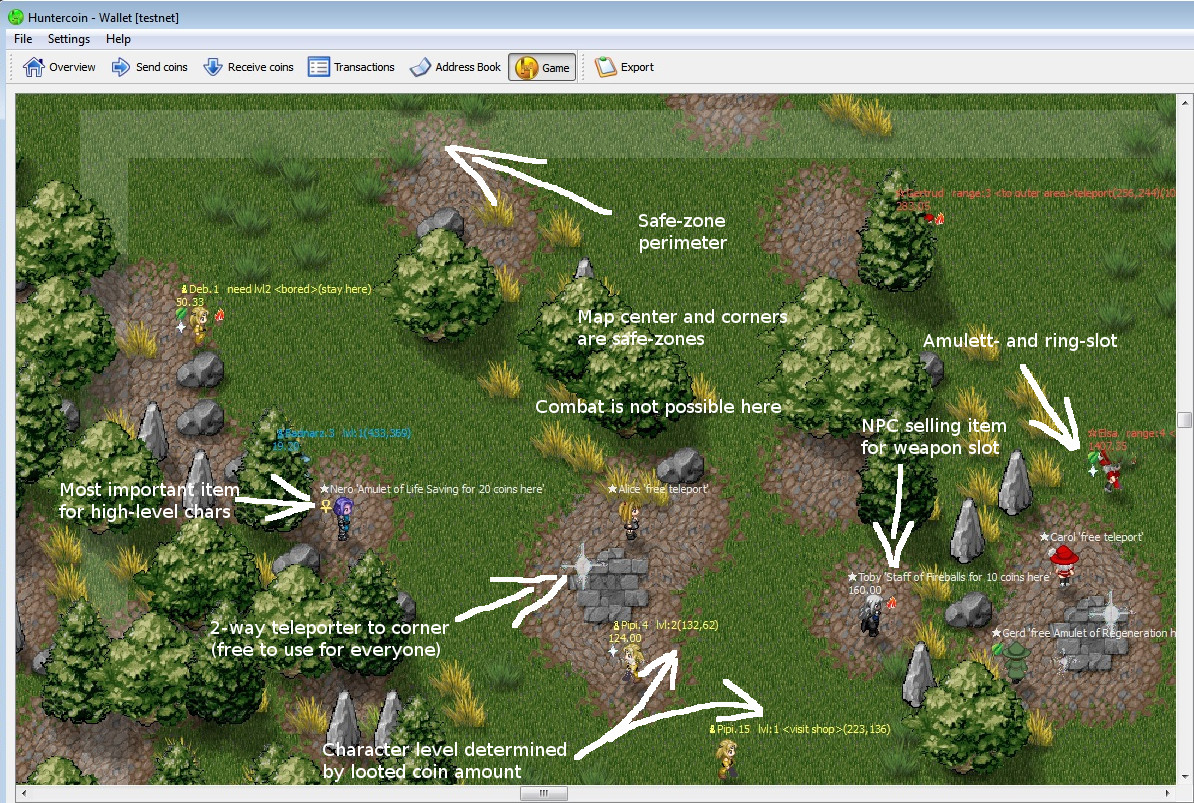 Huntercoin - Wallet [testnet]
File Settings Help
Overview Send coins Receive coins Transactions Address Book Game Export
Safe-zone
perimeter
★Gertrud range:3 <to outer area>teleport(256,244)
Deb.1 need lvl2 <bored>(stay here)
50.33
Map center and corners
are safe-zones
Amulett- and ring-slot
Combat is not possible here
NPC selling item
for weapon slot
lvl:1(433,369)
★Elsa range:4 <
Most important item
for high-level chars
★Nero 'Amulet of Life Saving for 20 coins here'
★Alice 'free teleport'
★Carol 'free teleport'
★Toby 'Staff of Fireballs for 10 coins here'
160.00
2-way teleporter to corner
(free to use for everyone)
Pipi.4 lvl:2(132,62)
124.00
★Gerd 'free Amulet of Regeneration h
Pipi.15 lvl:1 <visit shop>(223,136)
Character level determined
by looted coin amount